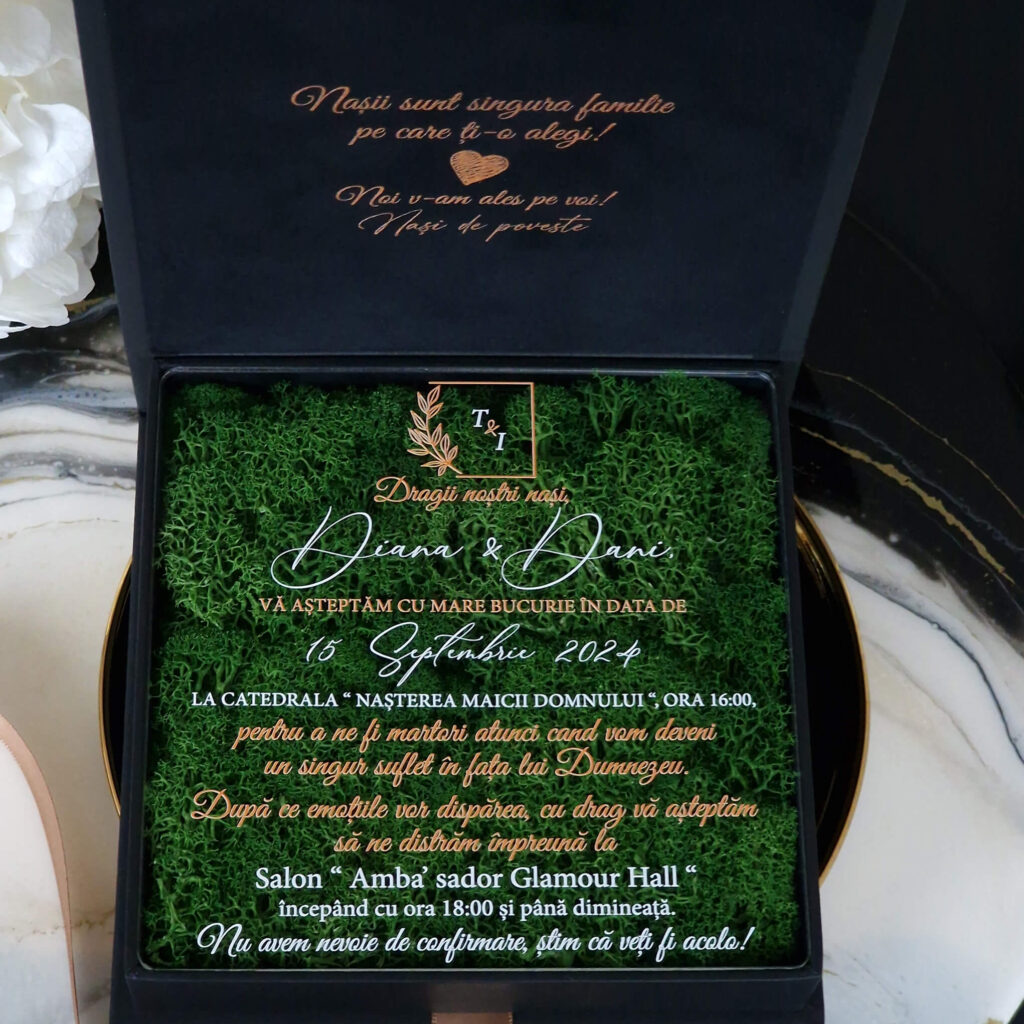 Nașii sunt singura familie
pe care ți-o alegi!
Noi v-am ales pe voi!
Nași de poveste
T&I
Dragii noștri nași,
Diana & Dani,
VĂ AȘTEPTĂM CU MARE BUCURIE ÎN DATA DE
15 Septembrie 2024
LA CATEDRALA “ NAȘTEREA MAICII DOMNULUI “, ORA 16:00,
pentru a ne fi martori atunci cand vom deveni
un singur suflet în fața lui Dumnezeu.
După ce emoțiile vor dispărea, cu drag vă așteptăm
să ne distrăm împreună la
Salon “ Amba’ sador Glamour Hall “
începând cu ora 18:00 și până dimineață.
Nu avem nevoie de confirmare, știm că veți fi acolo!